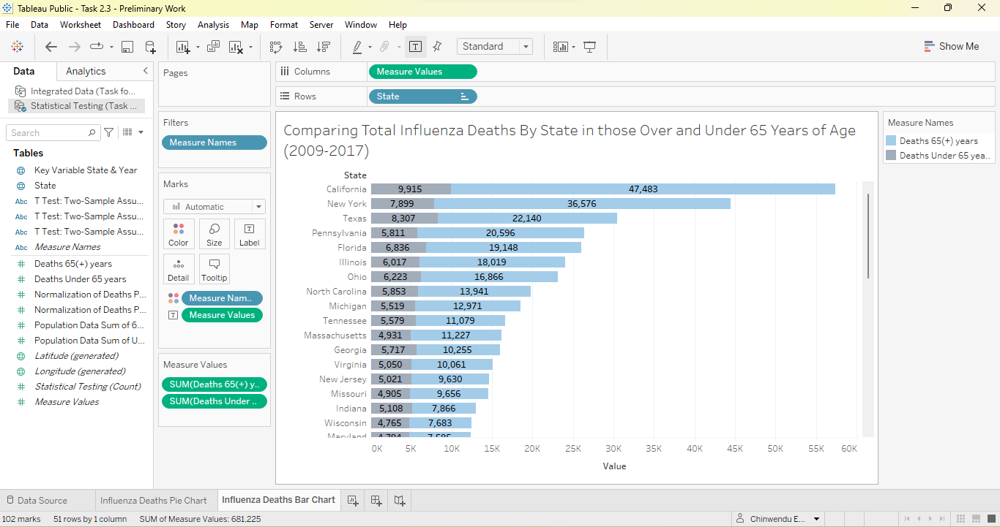 Tableau Public - Task 2.3 - Preliminary Work
File Data Worksheet Dashboard Story Analysis Map Format Server Window Help
Standard
Show Me
Data Analytics
Integrated Data (Task fo...
Statistical Testing (Task ...
Search
Tables
Key Variable State & Year
State
Abc T Test: Two-Sample Assu...
Abc T Test: Two-Sample Assu...
Abc T Test: Two-Sample Assu...
Abc Measure Names
Deaths 65(+) years
Deaths Under 65 years
Normalization of Deaths P...
Normalization of Deaths P...
Population Data Sum of 6...
Population Data Sum of U...
Latitude (generated)
Longitude (generated)
Statistical Testing (Count)
Measure Values
Pages
Filters
Measure Names
Marks
Automatic
Color Size Label
Detail Tooltip
Measure Nam..
Measure Values
Measure Values
SUM(Deaths 65(+) y..
SUM(Deaths Under ..
Columns Measure Values
Rows State
Comparing Total Influenza Deaths By State in those Over and Under 65 Years of Age
(2009-2017)
State
California 9,915 47,483
New York 7,899 36,576
Texas 8,307 22,140
Pennsylvania 5,811 20,596
Florida 6,836 19,148
Illinois 6,017 18,019
Ohio 6,223 16,866
North Carolina 5,853 13,941
Michigan 5,519 12,971
Tennessee 5,579 11,079
Massachusetts 4,931 11,227
Georgia 5,717 10,255
Virginia 5,050 10,061
New Jersey 5,021 9,630
Missouri 4,905 9,656
Indiana 5,108 7,866
Wisconsin 4,765 7,683
Maryland 4,794 7,585
0K 5K 10K 15K 20K 25K 30K 35K 40K 45K 50K 55K 60K
Value
Measure Names
Deaths 65(+) years
Deaths Under 65 yea..
Data Source Influenza Deaths Pie Chart Influenza Deaths Bar Chart
102 marks 51 rows by 1 column SUM of Measure Values: 681,225
Chinwendu E...